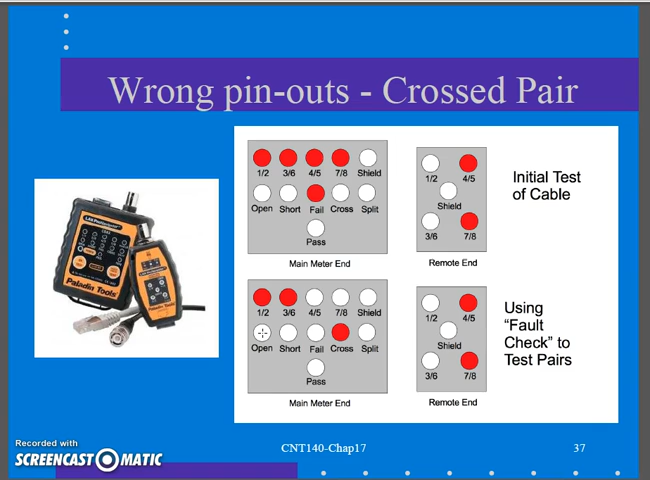 Wrong pin-outs - Crossed Pair
1/2 3/6 4/5 7/8 Shield
Open Short Fail Cross Split
Pass
Main Meter End
1/2 4/5
Shield
3/6 7/8
Remote End
Initial Test
of Cable
1/2 3/6 4/5 7/8 Shield
Open Short Fail Cross Split
Pass
Main Meter End
1/2 4/5
Shield
3/6 7/8
Remote End
Using
“Fault
Check” to
Test Pairs
Paladin Tools
Paladin Tools
Recorded with
SCREENCAST-O-MATIC
CNT140-Chap17
37